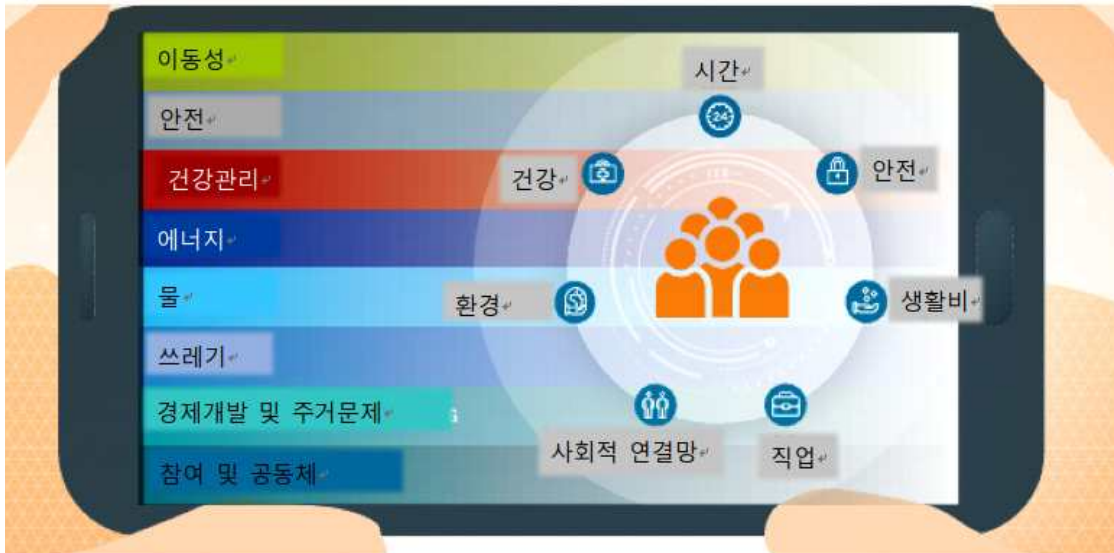 이동성
안전
건강관리
에너지
물
쓰레기
경제개발 및 주거문제
참여 및 공동체
시간
24
건강
안전
환경
생활비
사회적 연결망
직업